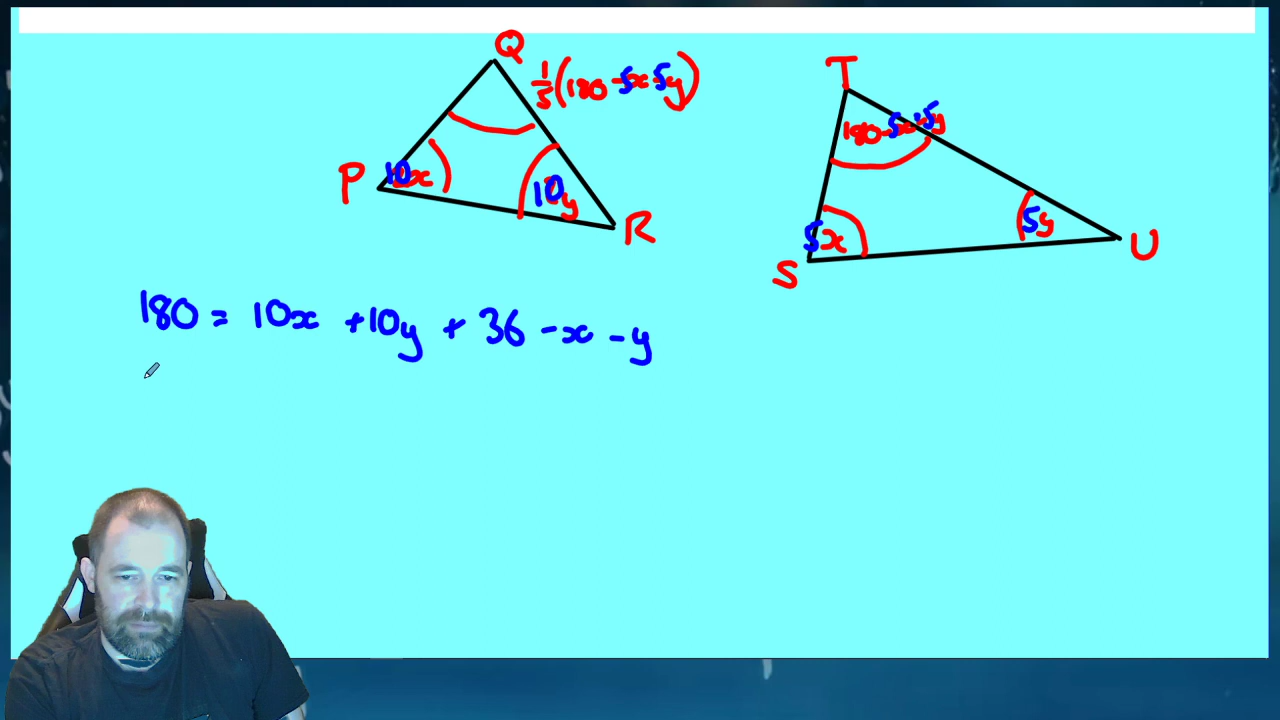 Q
1/5(180-5x-5y)
T
180-5x-5y
P
10x
10y
R
5x
5y
S
U
180 = 10x +10y + 36 -x -y